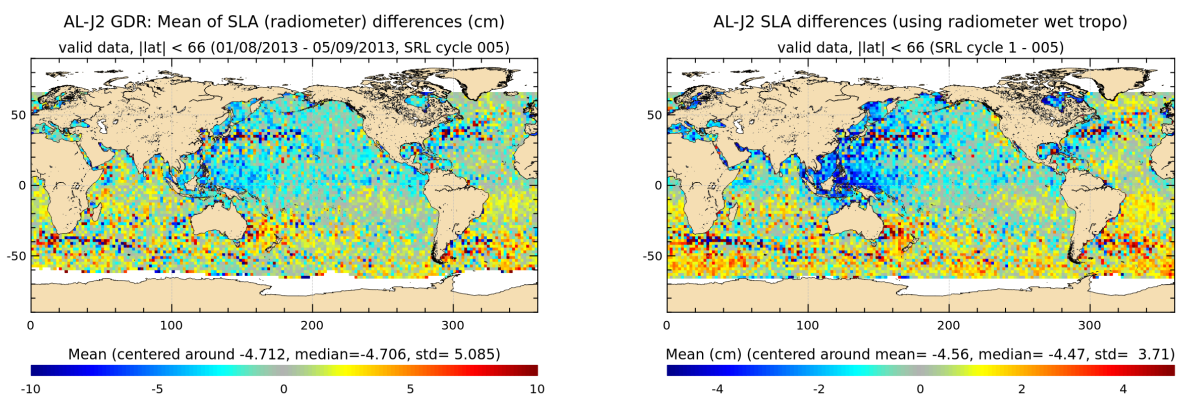 AL-J2 GDR: Mean of SLA (radiometer) differences (cm)
valid data, |lat| < 66 (01/08/2013 - 05/09/2013, SRL cycle 005)
50
0
-50
0 100 200 300
Mean (centered around -4.712, median=-4.706, std= 5.085)
-10 -5 0 5 10
AL-J2 SLA differences (using radiometer wet tropo)
valid data, |lat| < 66 (SRL cycle 1 - 005)
50
0
-50
0 100 200 300
Mean (cm) (centered around mean= -4.56, median= -4.47, std= 3.71)
-4 -2 0 2 4